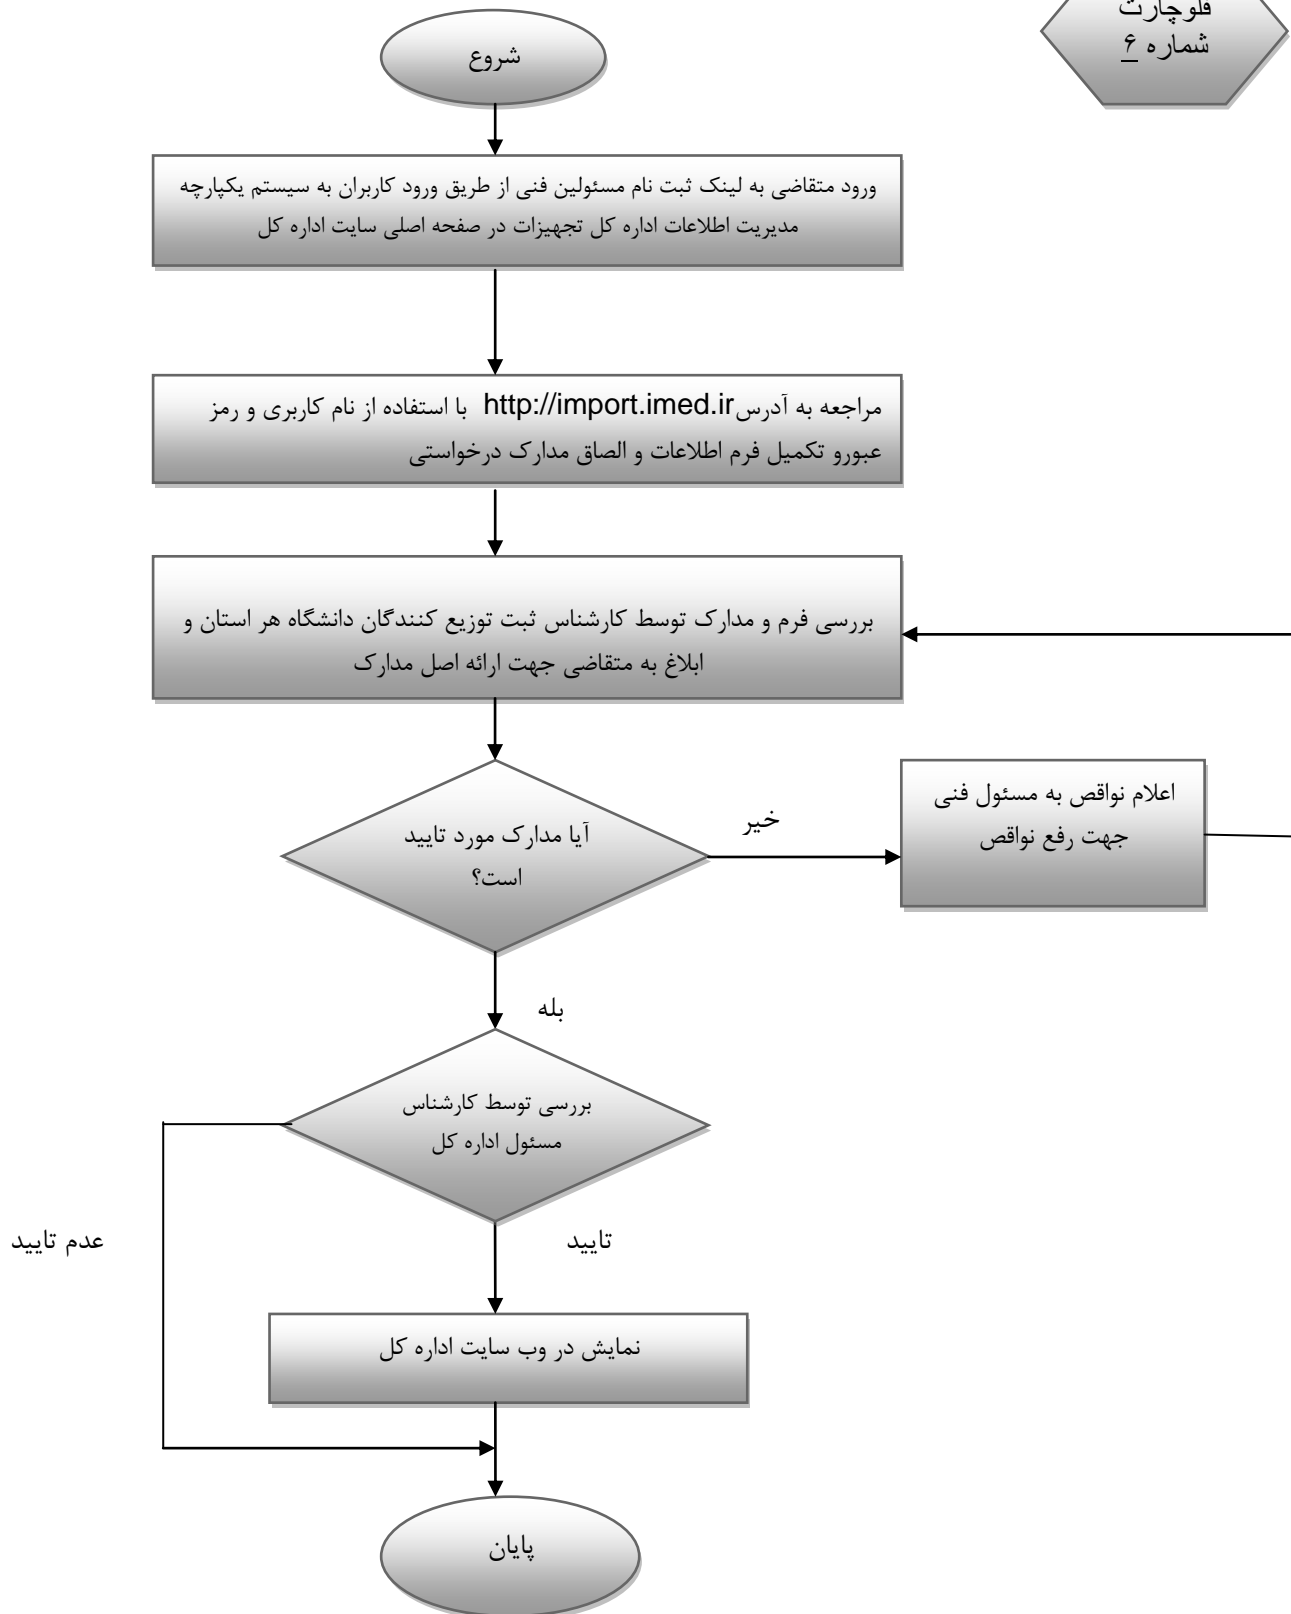 فلوچارت
شماره ۶
شروع
ورود متقاضی به لینک ثبت نام مسئولین فنی از طریق ورود کاربران به سیستم یکپارچه
مدیریت اطلاعات اداره کل تجهیزات در صفحه اصلی سایت اداره کل
مراجعه به آدرس http://import.imed.ir با استفاده از نام کاربری و رمز
عبورو تکمیل فرم اطلاعات و الصاق مدارک درخواستی
بررسی فرم و مدارک توسط کارشناس ثبت توزیع کنندگان دانشگاه هر استان و
ابلاغ به متقاضی جهت ارائه اصل مدارک
آیا مدارک مورد تایید
است؟
خیر
اعلام نواقص به مسئول فنی
جهت رفع نواقص
بله
بررسی توسط کارشناس
مسئول اداره کل
تایید
عدم تایید
نمایش در وب سایت اداره کل
پایان